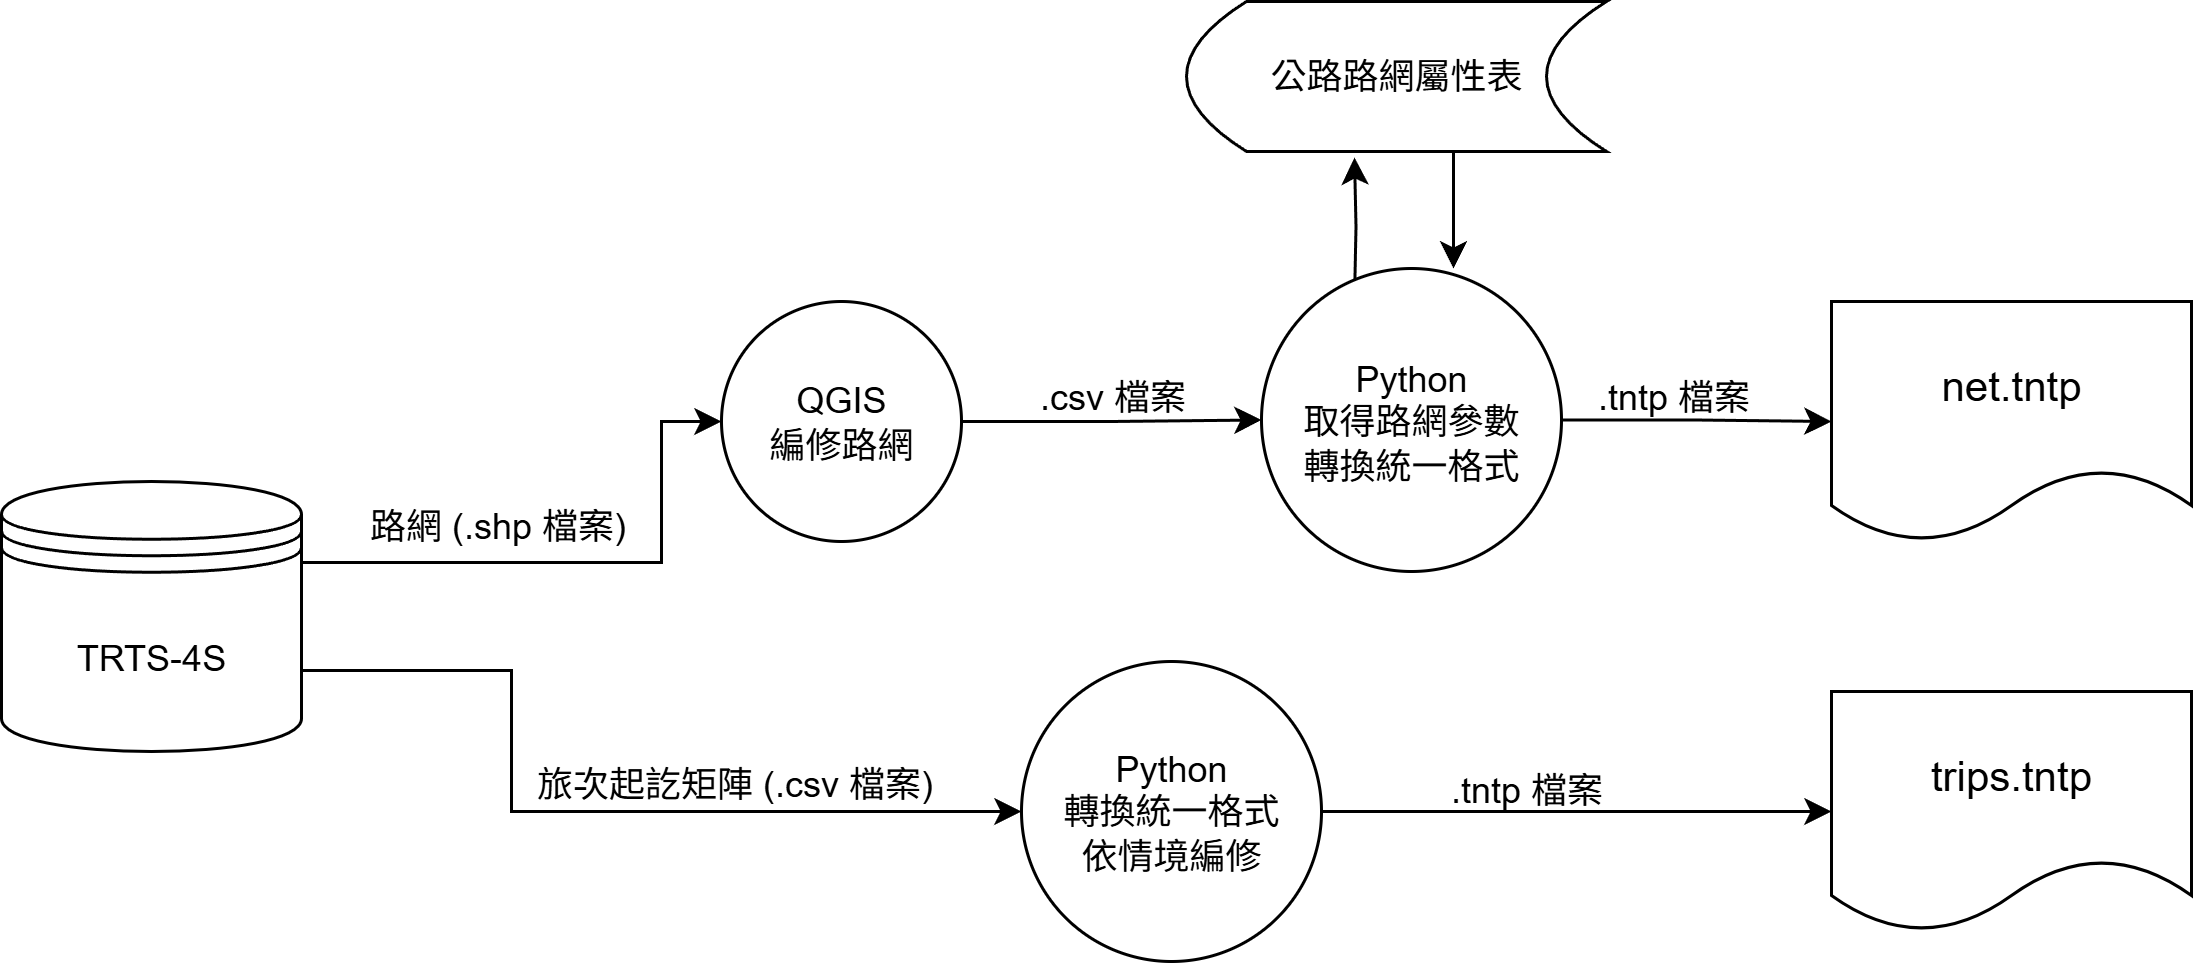 公路路網屬性表
QGIS
編修路網
.csv 檔案
Python
取得路網參數
轉換統一格式
.tntp 檔案
net.tntp
路網 (.shp 檔案)
TRTS-4S
旅次起訖矩陣 (.csv 檔案)
Python
轉換統一格式
依情境編修
.tntp 檔案
trips.tntp